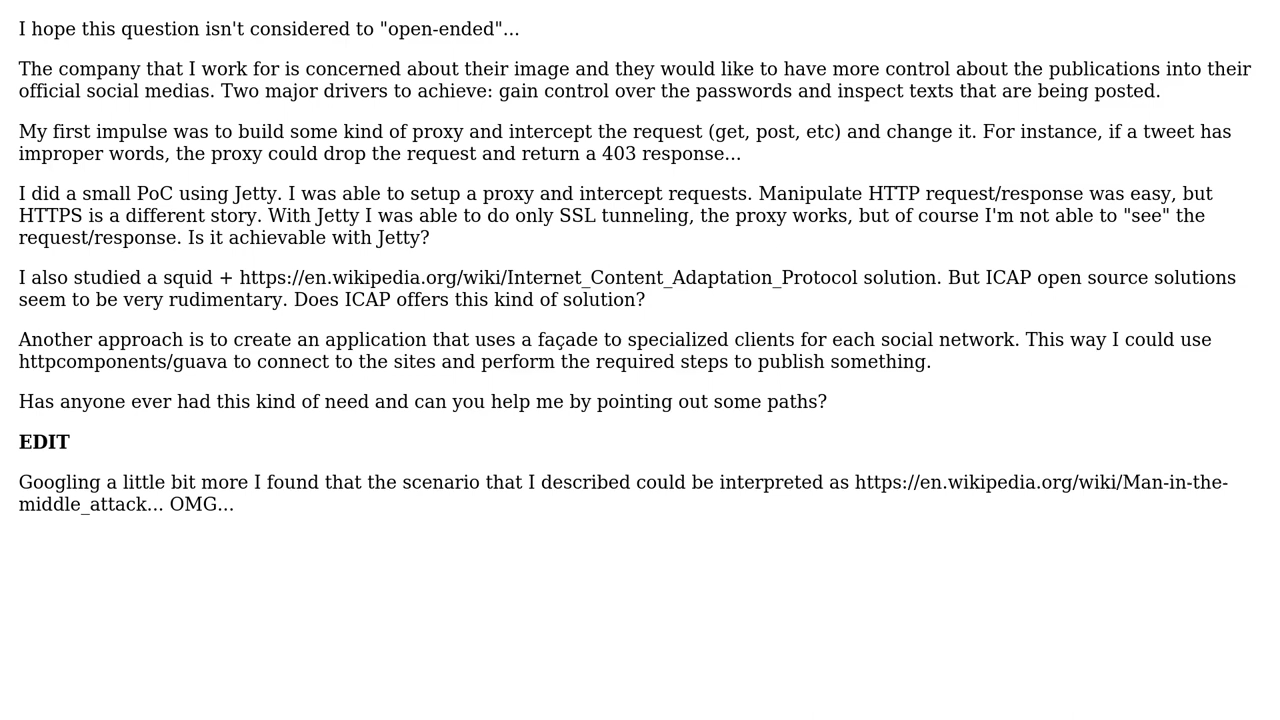 I hope this question isn't considered to "open-ended"...
The company that I work for is concerned about their image and they would like to have more control about the publications into their
official social medias. Two major drivers to achieve: gain control over the passwords and inspect texts that are being posted.
My first impulse was to build some kind of proxy and intercept the request (get, post, etc) and change it. For instance, if a tweet has
improper words, the proxy could drop the request and return a 403 response...
I did a small PoC using Jetty. I was able to setup a proxy and intercept requests. Manipulate HTTP request/response was easy, but
HTTPS is a different story. With Jetty I was able to do only SSL tunneling, the proxy works, but of course I'm not able to "see" the
request/response. Is it achievable with Jetty?
I also studied a squid + https://en.wikipedia.org/wiki/Internet_Content_Adaptation_Protocol solution. But ICAP open source solutions
seem to be very rudimentary. Does ICAP offers this kind of solution?
Another approach is to create an application that uses a façade to specialized clients for each social network. This way I could use
httpcomponents/guava to connect to the sites and perform the required steps to publish something.
Has anyone ever had this kind of need and can you help me by pointing out some paths?
EDIT
Googling a little bit more I found that the scenario that I described could be interpreted as https://en.wikipedia.org/wiki/Man-in-the-
middle_attack... OMG...